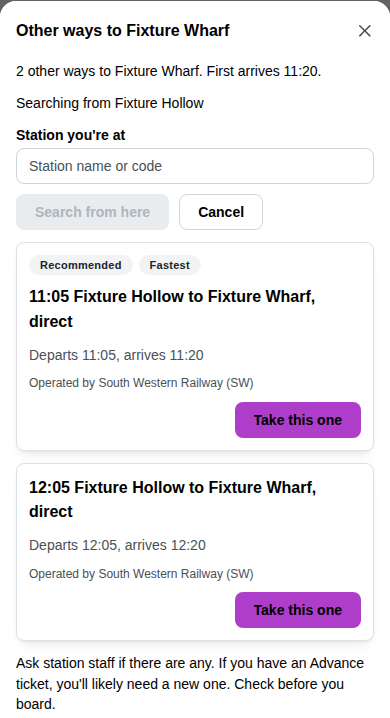 Other ways to Fixture Wharf
2 other ways to Fixture Wharf. First arrives 11:20.
Searching from Fixture Hollow
Station you're at
Station name or code
Search from here
Cancel
Recommended
Fastest
11:05 Fixture Hollow to Fixture Wharf,
direct
Departs 11:05, arrives 11:20
Operated by South Western Railway (SW)
Take this one
12:05 Fixture Hollow to Fixture Wharf,
direct
Departs 12:05, arrives 12:20
Operated by South Western Railway (SW)
Take this one
Ask station staff if there are any. If you have an Advance
ticket, you'll likely need a new one. Check before you
board.